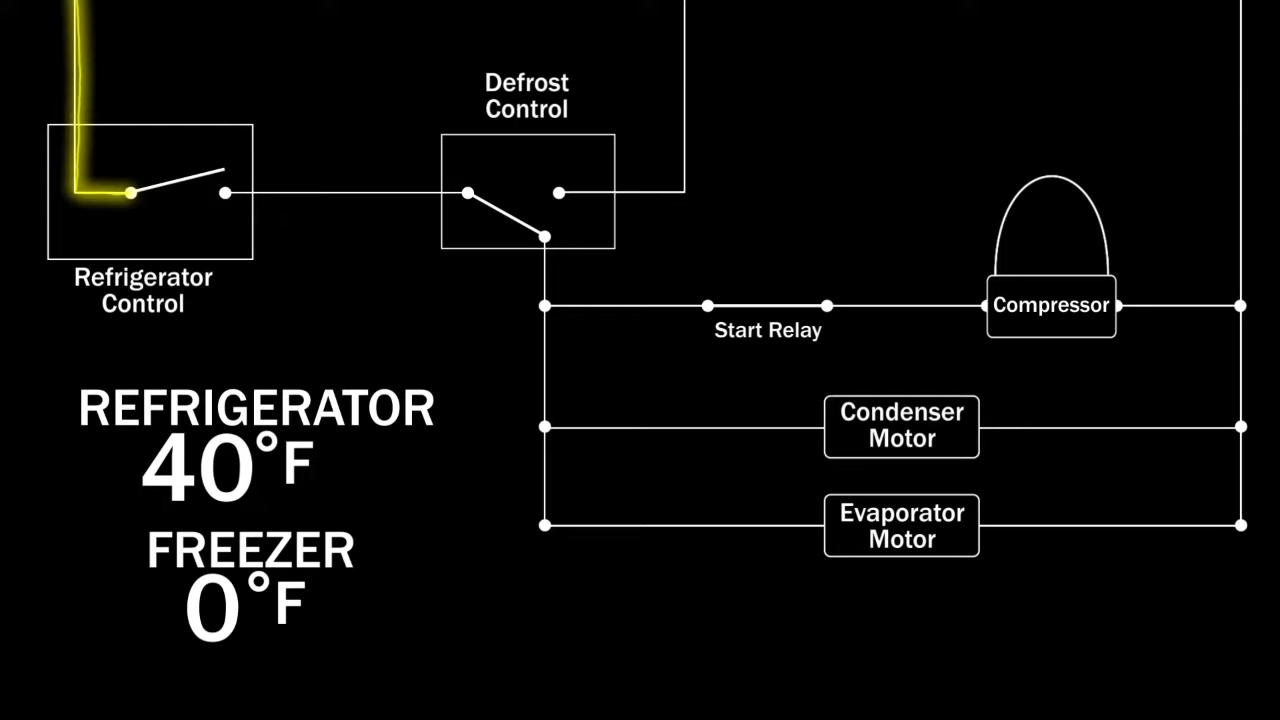 Defrost
Control
Refrigerator
Control
Compressor
Start Relay
REFRIGERATOR
40°F
Condenser
Motor
FREEZER
0°F
Evaporator
Motor